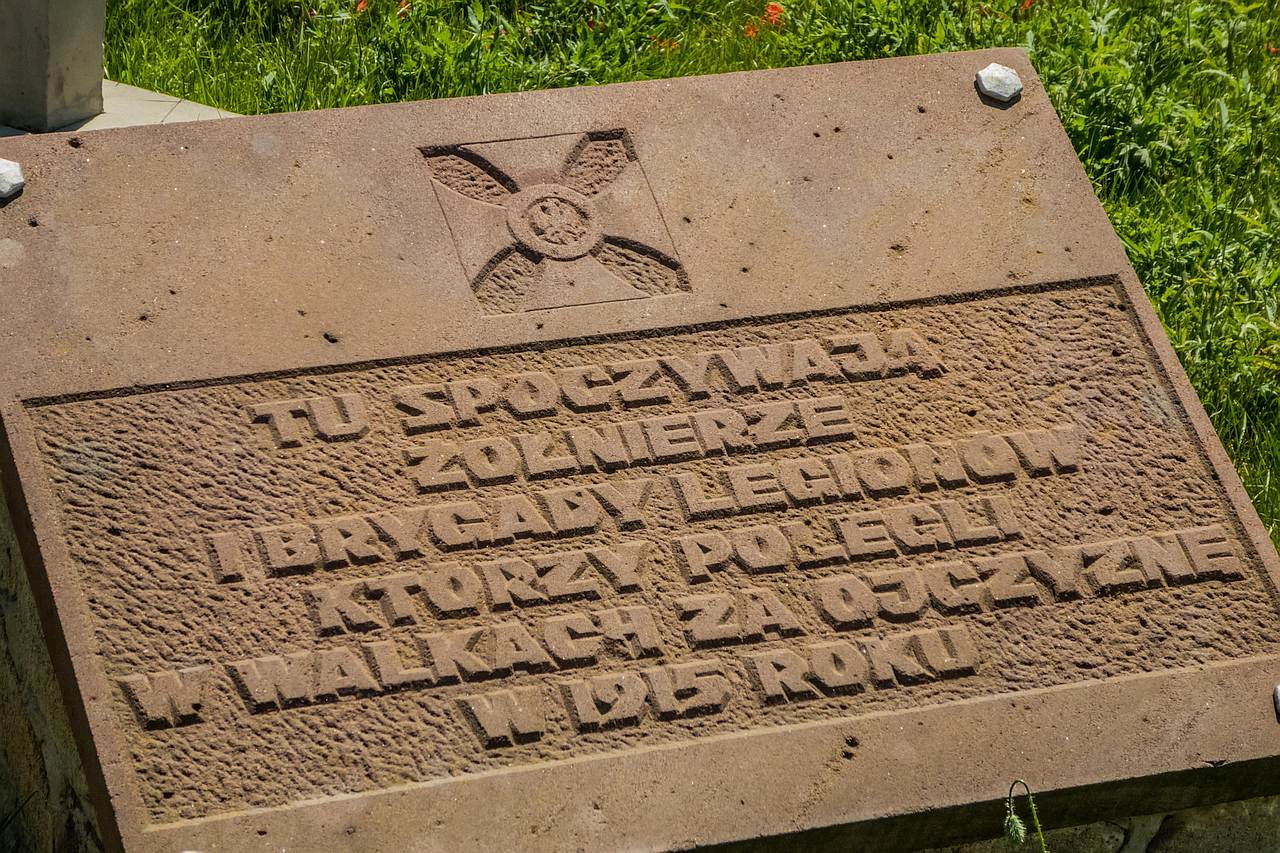 TU SPOCZYWAJĄ
ŻOŁNIERZE
I BRYGADY LEGIONÓW
KTÓRZY POLEGLI
W WALKACH ZA OJCZYZNĘ
W 1915 ROKU